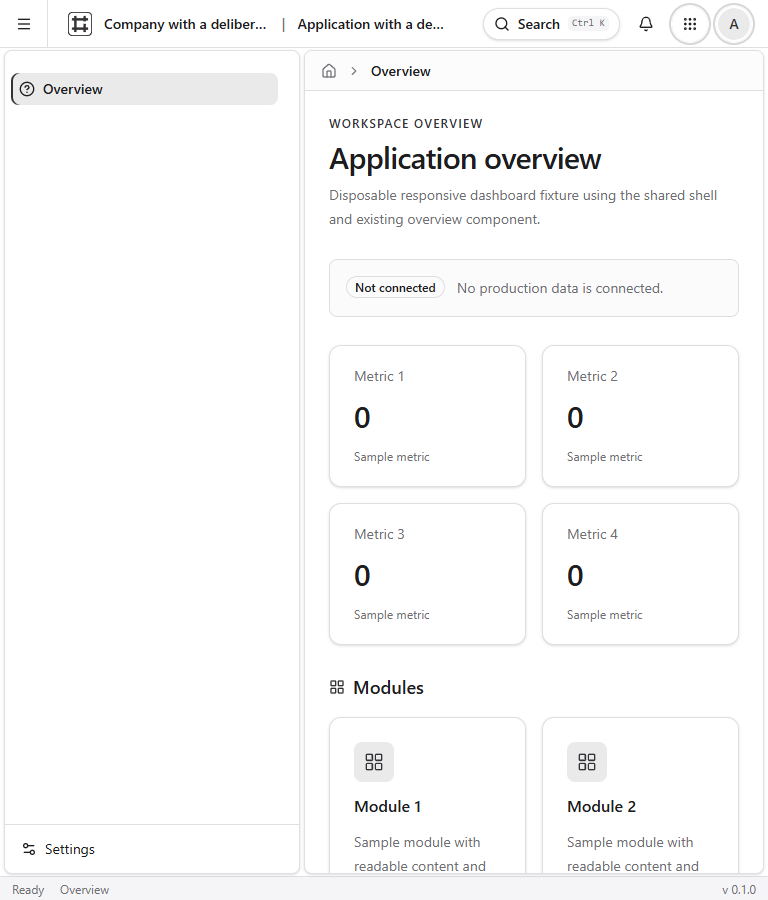 Company with a deliber... | Application with a de... Search Ctrl K A
Overview
Settings
Overview
WORKSPACE OVERVIEW
Application overview
Disposable responsive dashboard fixture using the shared shell
and existing overview component.
Not connected No production data is connected.
Metric 1
0
Sample metric
Metric 2
0
Sample metric
Metric 3
0
Sample metric
Metric 4
0
Sample metric
Modules
Module 1
Sample module with
readable content and
Module 2
Sample module with
readable content and
Ready Overview v 0.1.0